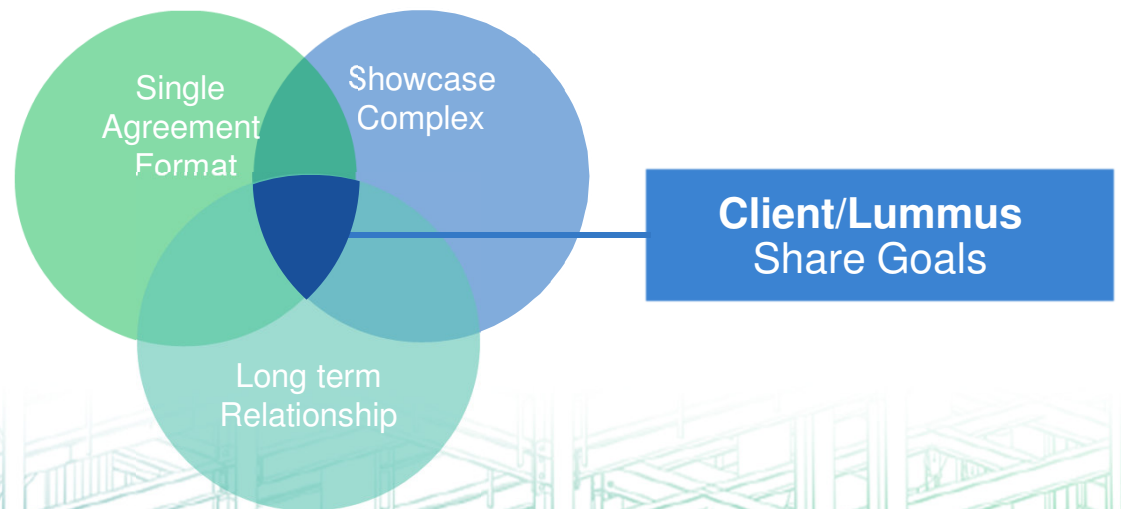 Single
Agreement
Format
Showcase
Complex
Long term
Relationship
Client/Lummus
Share Goals